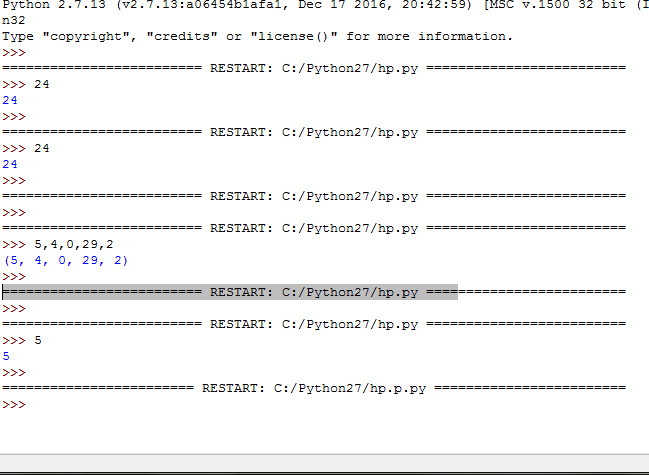 Python 2.7.13 (v2.7.13:a06454b1afa1, Dec 17 2016, 20:42:59) [MSC v.1500 32 bit (I
n32
Type "copyright", "credits" or "license()" for more information.
>>>
========================= RESTART: C:/Python27/hp.py =========================
>>> 24
24
>>>
========================= RESTART: C:/Python27/hp.py =========================
>>> 24
24
>>>
========================= RESTART: C:/Python27/hp.py =========================
>>>
========================= RESTART: C:/Python27/hp.py =========================
>>> 5,4,0,29,2
(5, 4, 0, 29, 2)
>>>
========================= RESTART: C:/Python27/hp.py =========================
>>>
========================= RESTART: C:/Python27/hp.py =========================
>>> 5
5
>>>
======================== RESTART: C:/Python27/hp.p.py ========================
>>>